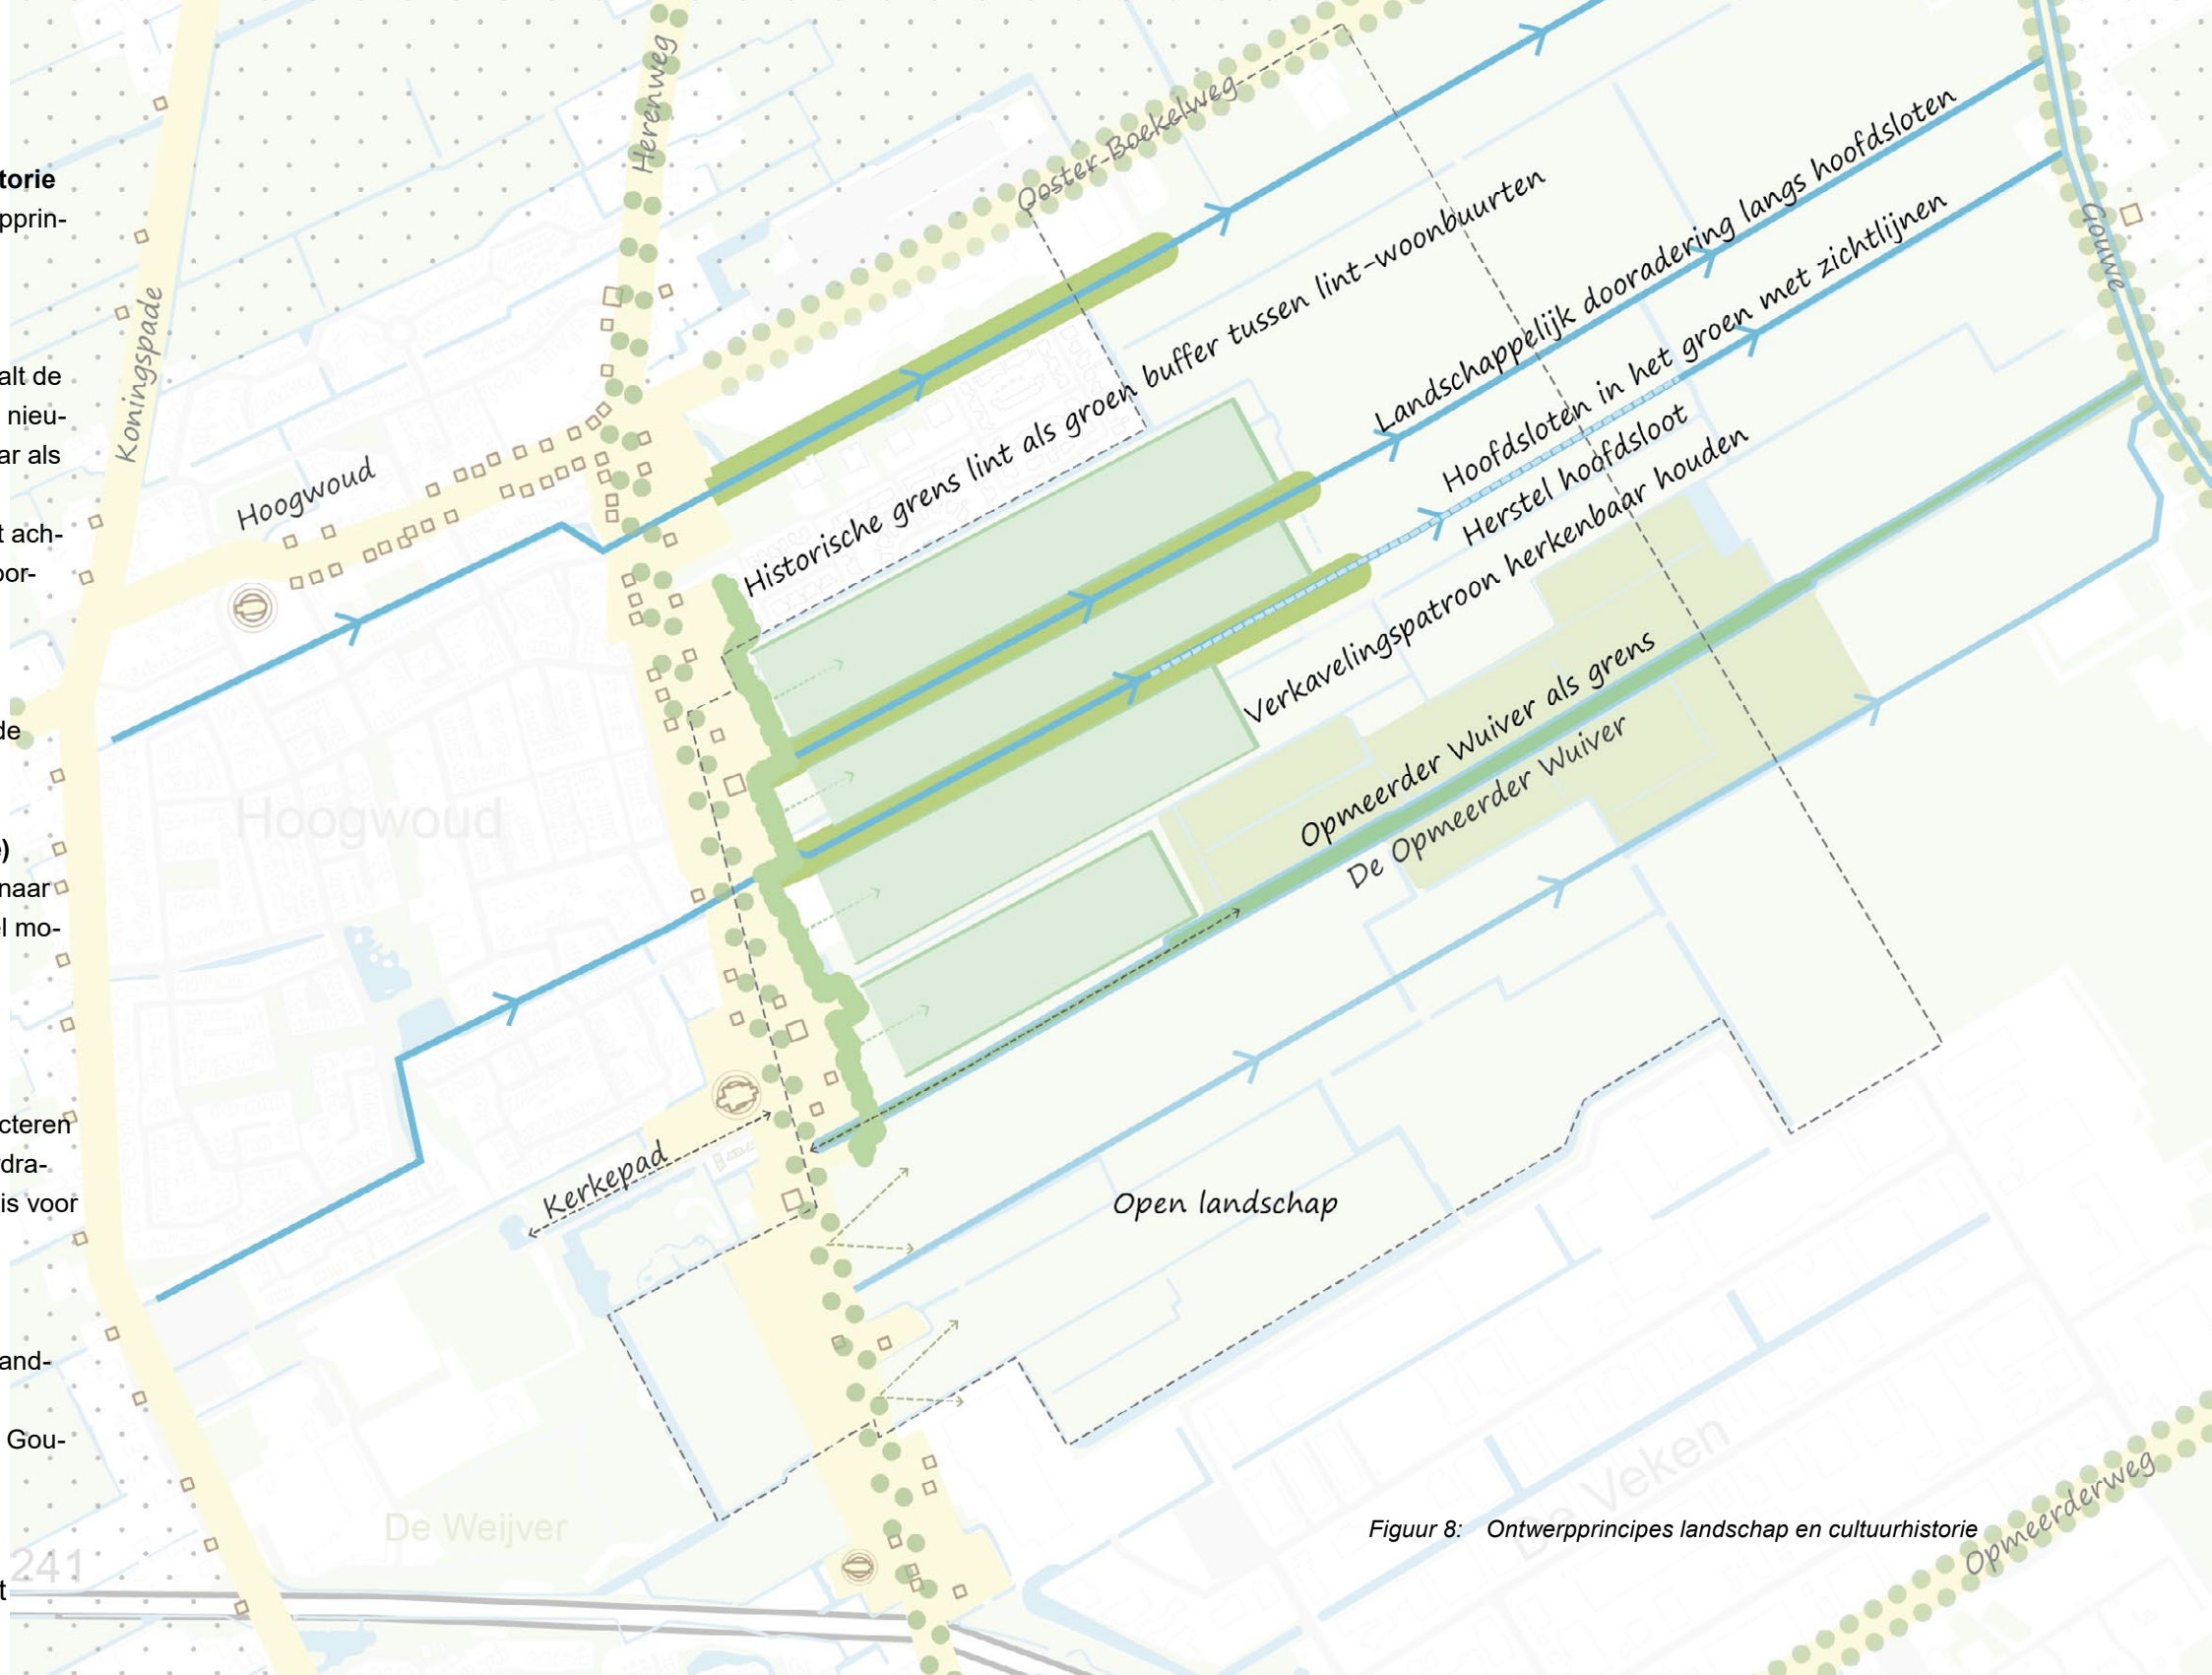 torie
pprin-
alt de
nieu-
ar als
t ach-
oor-
de
e)
naar
l mo-
cteren
dra-
is voor
and-
Gou-
t
Herenweg
Ooster-Boekelweg
Koningspade
Gouwe
Hoogwoud
Historische grens lint als groen buffer tussen lint-woonbuurten
Landschappelijk dooradering langs hoofdsloten
Hoofdsloten in het groen met zichtlijnen
Herstel hoofdsloot
Verkavelingspatroon herkenbaar houden
Opmeerder Wuiver als grens
De Opmeerder Wuiver
Hoogwoud
Kerkepad
Open landschap
De Weijver
De Veken
241
Opmeerderweg
Figuur 8: Ontwerpprincipes landschap en cultuurhistorie